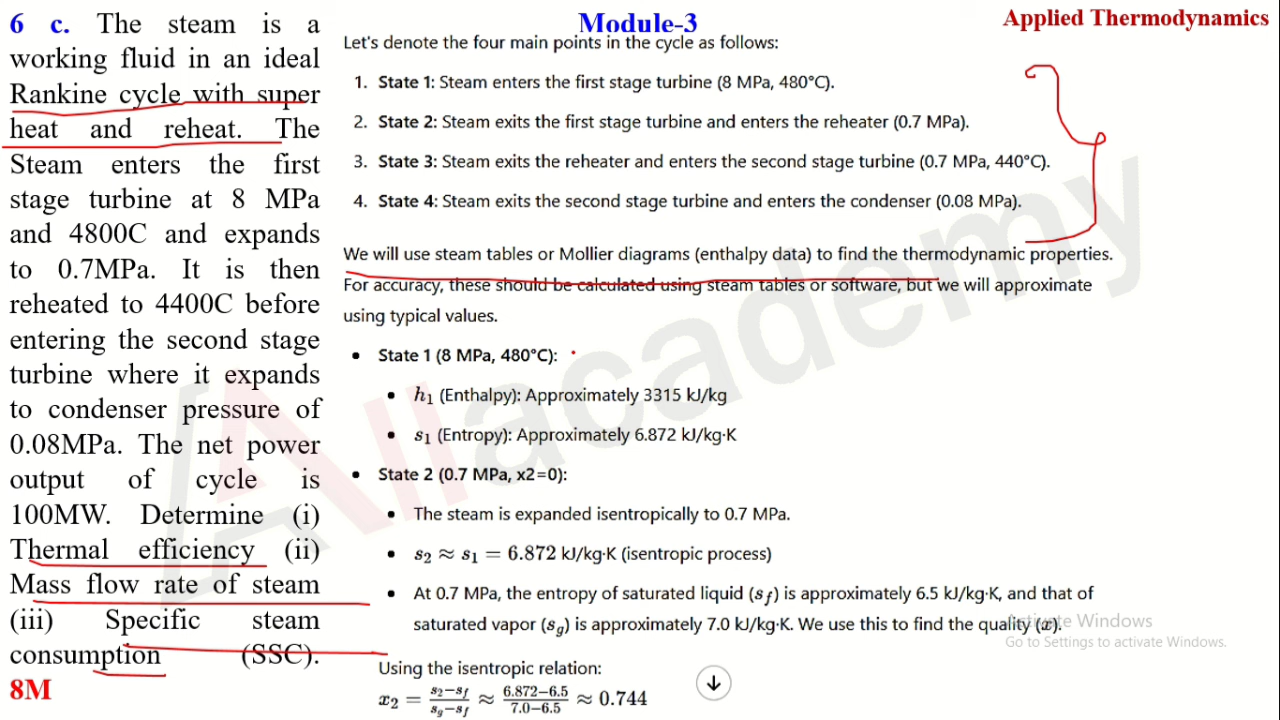 Module-3
Applied Thermodynamics
6 c. The steam is a
working fluid in an ideal
Rankine cycle with super
heat and reheat. The
Steam enters the first
stage turbine at 8 MPa
and 4800C and expands
to 0.7MPa. It is then
reheated to 4400C before
entering the second stage
turbine where it expands
to condenser pressure of
0.08MPa. The net power
output of cycle is
100MW. Determine (i)
Thermal efficiency (ii)
Mass flow rate of steam
(iii) Specific steam
consumption (SSC).
8M
Let's denote the four main points in the cycle as follows:
1. State 1: Steam enters the first stage turbine (8 MPa, 480°C).
2. State 2: Steam exits the first stage turbine and enters the reheater (0.7 MPa).
3. State 3: Steam exits the reheater and enters the second stage turbine (0.7 MPa, 440°C).
4. State 4: Steam exits the second stage turbine and enters the condenser (0.08 MPa).
We will use steam tables or Mollier diagrams (enthalpy data) to find the thermodynamic properties.
For accuracy, these should be calculated using steam tables or software, but we will approximate
using typical values.
• State 1 (8 MPa, 480°C):
• h₁ (Enthalpy): Approximately 3315 kJ/kg
• s₁ (Entropy): Approximately 6.872 kJ/kg·K
• State 2 (0.7 MPa, x2=0):
• The steam is expanded isentropically to 0.7 MPa.
• s₂ ≈ s₁ = 6.872 kJ/kg·K (isentropic process)
• At 0.7 MPa, the entropy of saturated liquid (s_f) is approximately 6.5 kJ/kg·K, and that of
saturated vapor (s_g) is approximately 7.0 kJ/kg·K. We use this to find the quality (x).
Using the isentropic relation:
x₂ = (s₂−s_f)/(s_g−s_f) ≈ (6.872−6.5)/(7.0−6.5) ≈ 0.744
Allacademy
Activate Windows
Go to Settings to activate Windows.